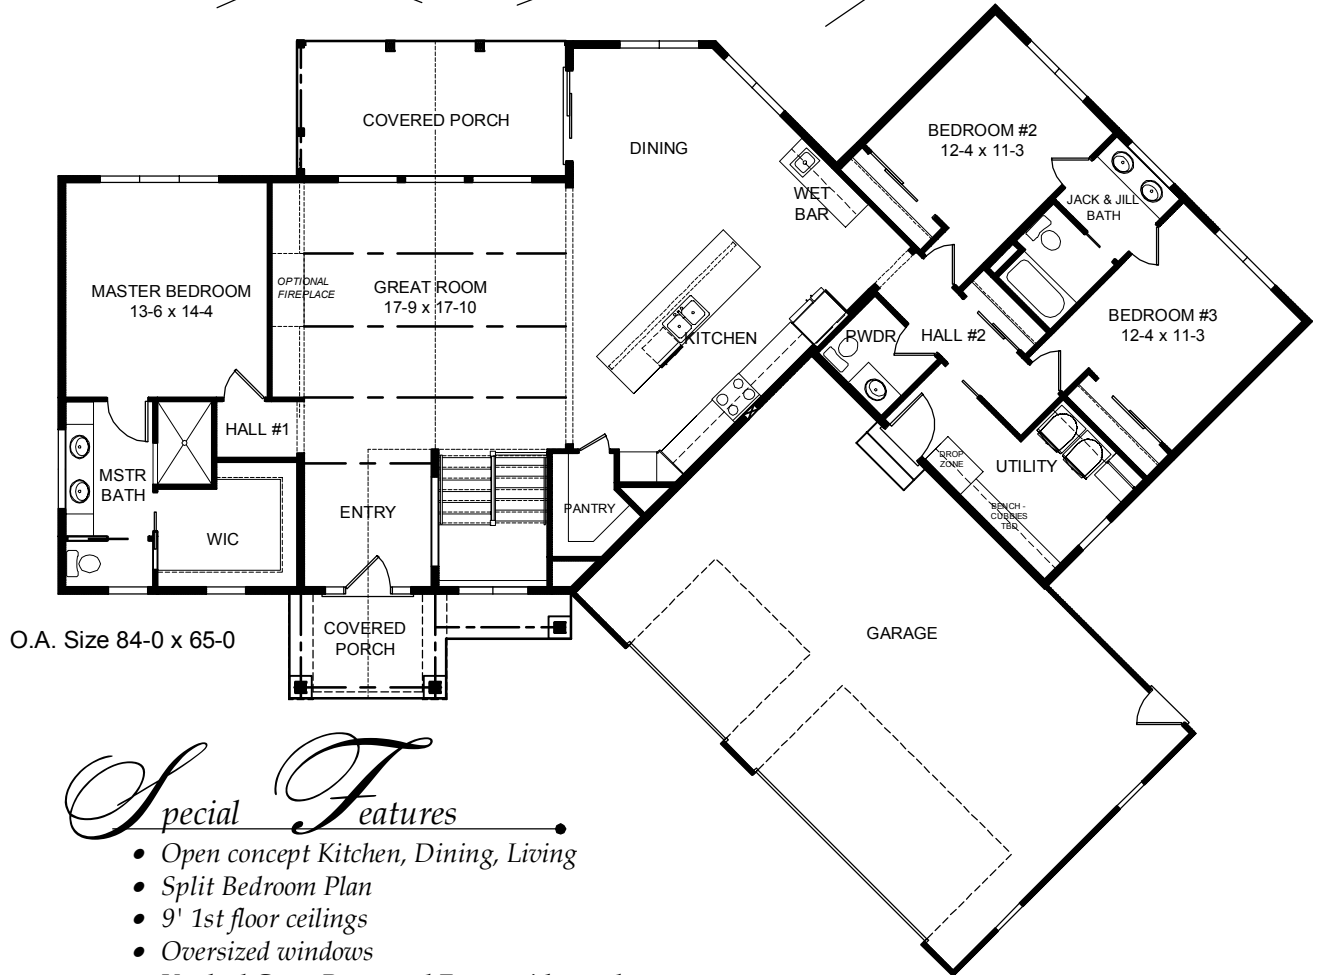 COVERED PORCH
DINING
BEDROOM #2
12-4 x 11-3
WET
BAR
JACK & JILL
BATH
MASTER BEDROOM
13-6 x 14-4
OPTIONAL
FIREPLACE
GREAT ROOM
17-9 x 17-10
KITCHEN
PWDR
HALL #2
BEDROOM #3
12-4 x 11-3
HALL #1
MSTR
BATH
WIC
ENTRY
PANTRY
DROP
ZONE
UTILITY
BENCH -
CUBBIES
TBD
COVERED
PORCH
GARAGE
O.A. Size 84-0 x 65-0
Special Features
• Open concept Kitchen, Dining, Living
• Split Bedroom Plan
• 9' 1st floor ceilings
• Oversized windows